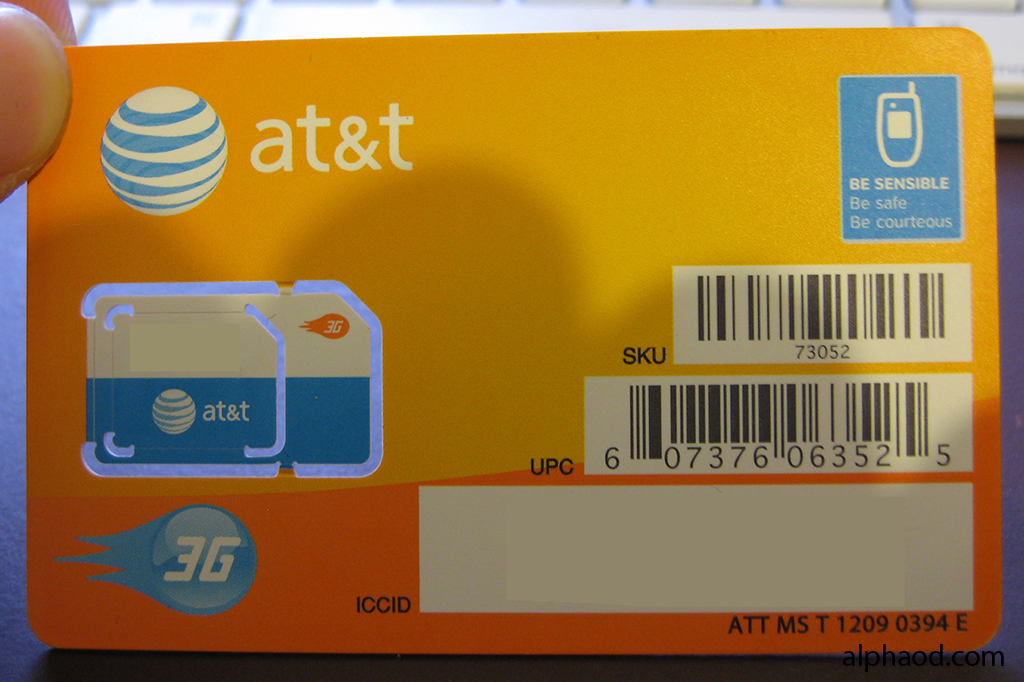 at&t
BE SENSIBLE
Be safe
Be courteous
3G
at&t
SKU
73052
UPC
6 07376 06352 5
3G
ICCID
ATT MS T 1209 0394 E
alphaod.com